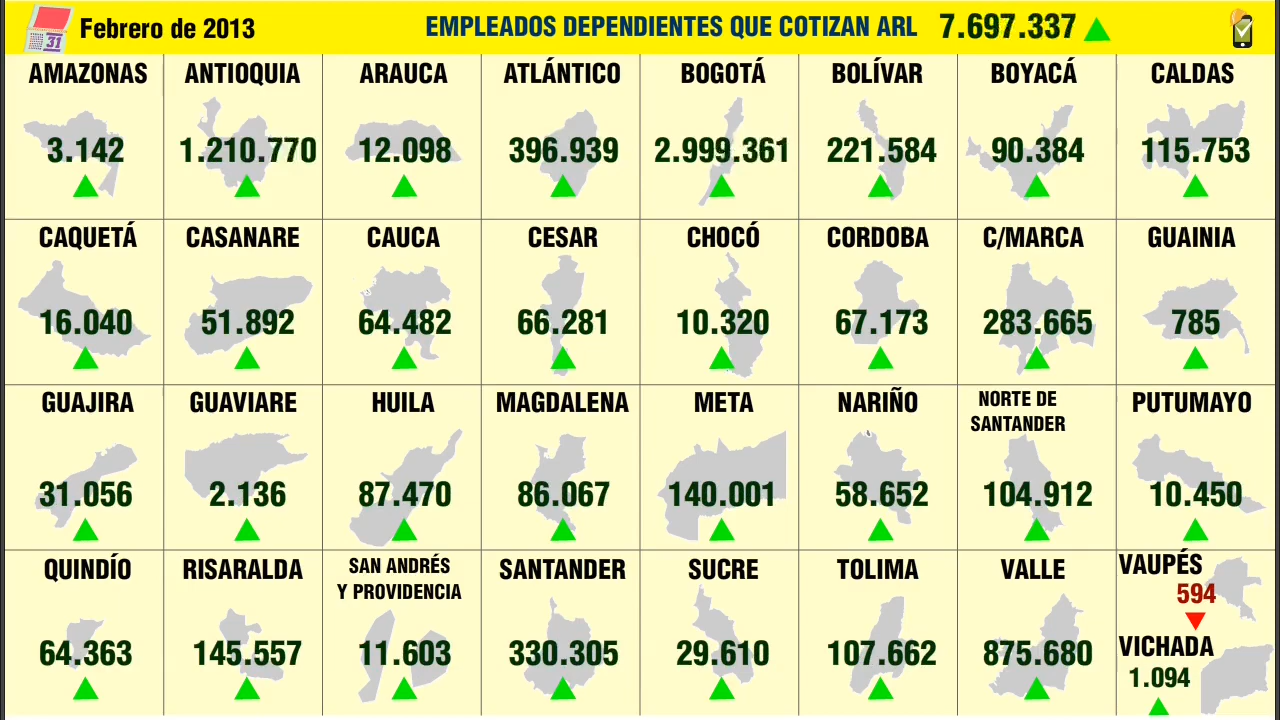 Febrero de 2013
EMPLEADOS DEPENDIENTES QUE COTIZAN ARL 7.697.337
31
AMAZONAS
3.142
ANTIOQUIA
1.210.770
ARAUCA
12.098
ATLÁNTICO
396.939
BOGOTÁ
2.999.361
BOLÍVAR
221.584
BOYACÁ
90.384
CALDAS
115.753
CAQUETÁ
16.040
CASANARE
51.892
CAUCA
64.482
CESAR
66.281
CHOCÓ
10.320
CORDOBA
67.173
C/MARCA
283.665
GUAINIA
785
GUAJIRA
31.056
GUAVIARE
2.136
HUILA
87.470
MAGDALENA
86.067
META
140.001
NARIÑO
58.652
NORTE DE
SANTANDER
104.912
PUTUMAYO
10.450
QUINDÍO
64.363
RISARALDA
145.557
SAN ANDRÉS
Y PROVIDENCIA
11.603
SANTANDER
330.305
SUCRE
29.610
TOLIMA
107.662
VALLE
875.680
VAUPÉS
594
VICHADA
1.094